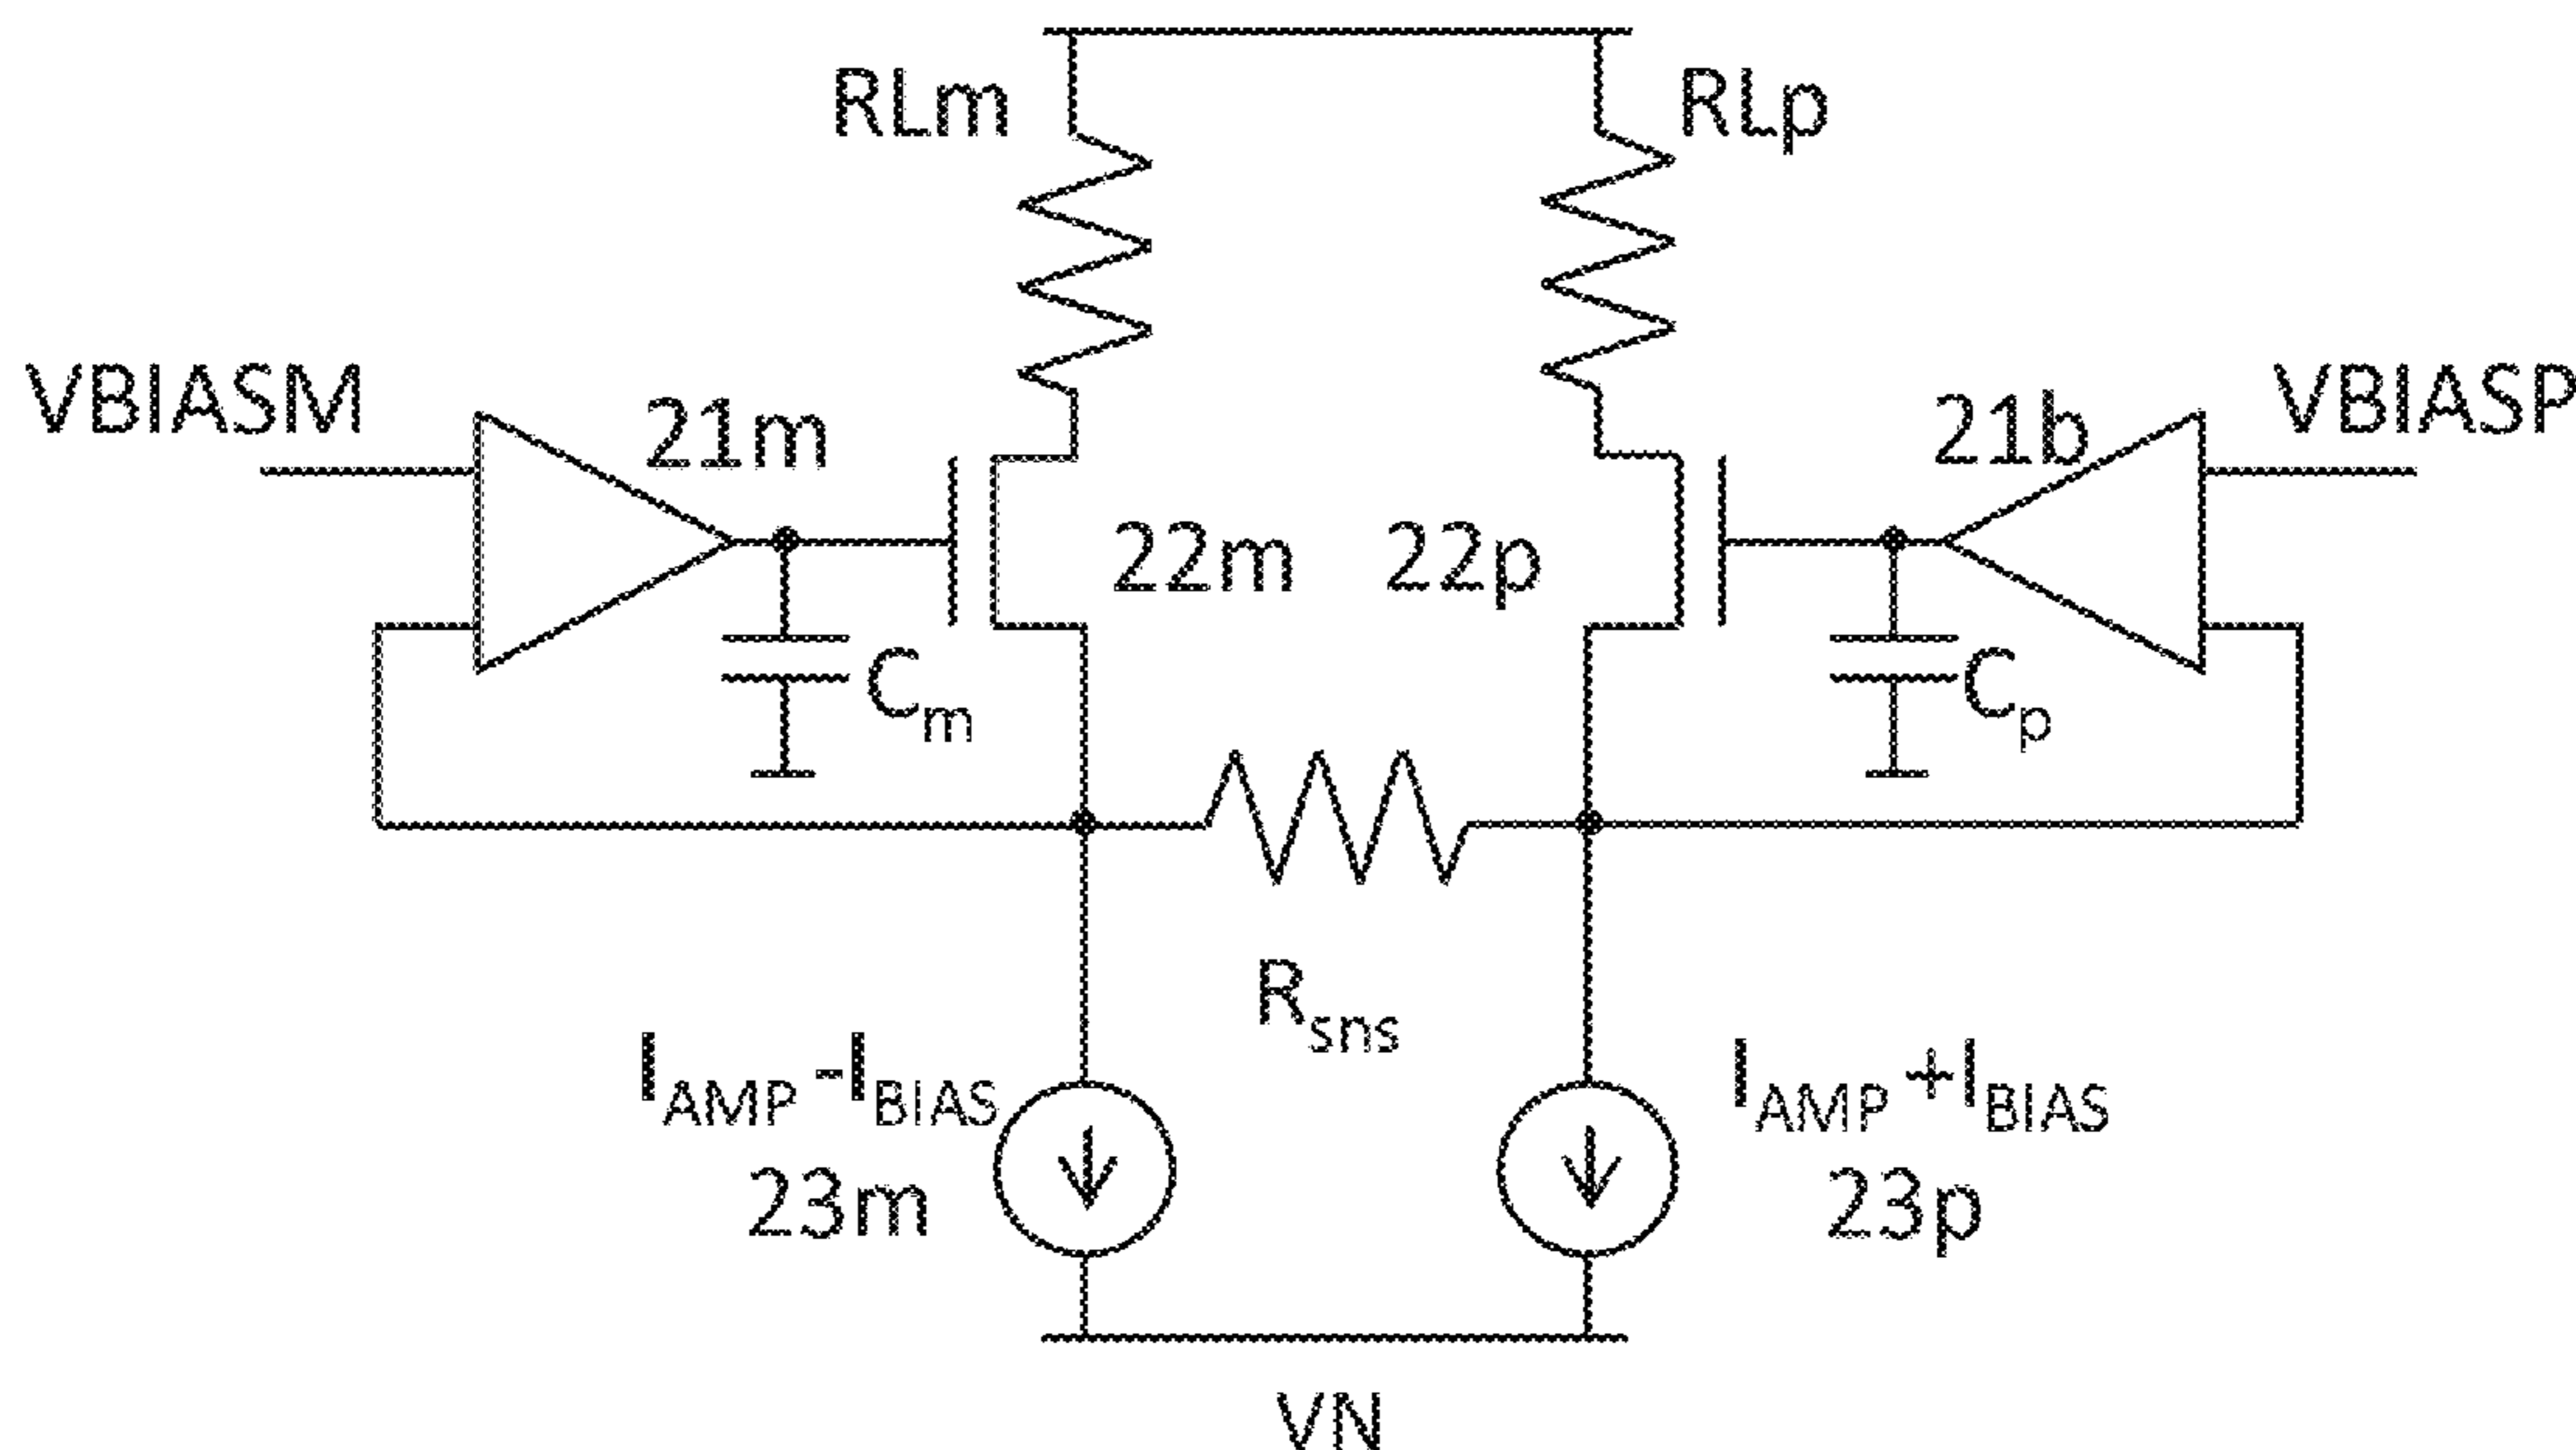 RLm RLp
VBIASM 21m 21b VBIASP
22m 22p
Cm Cp
Rsns
IAMP -IBIAS IAMP +IBIAS
23m 23p
VN